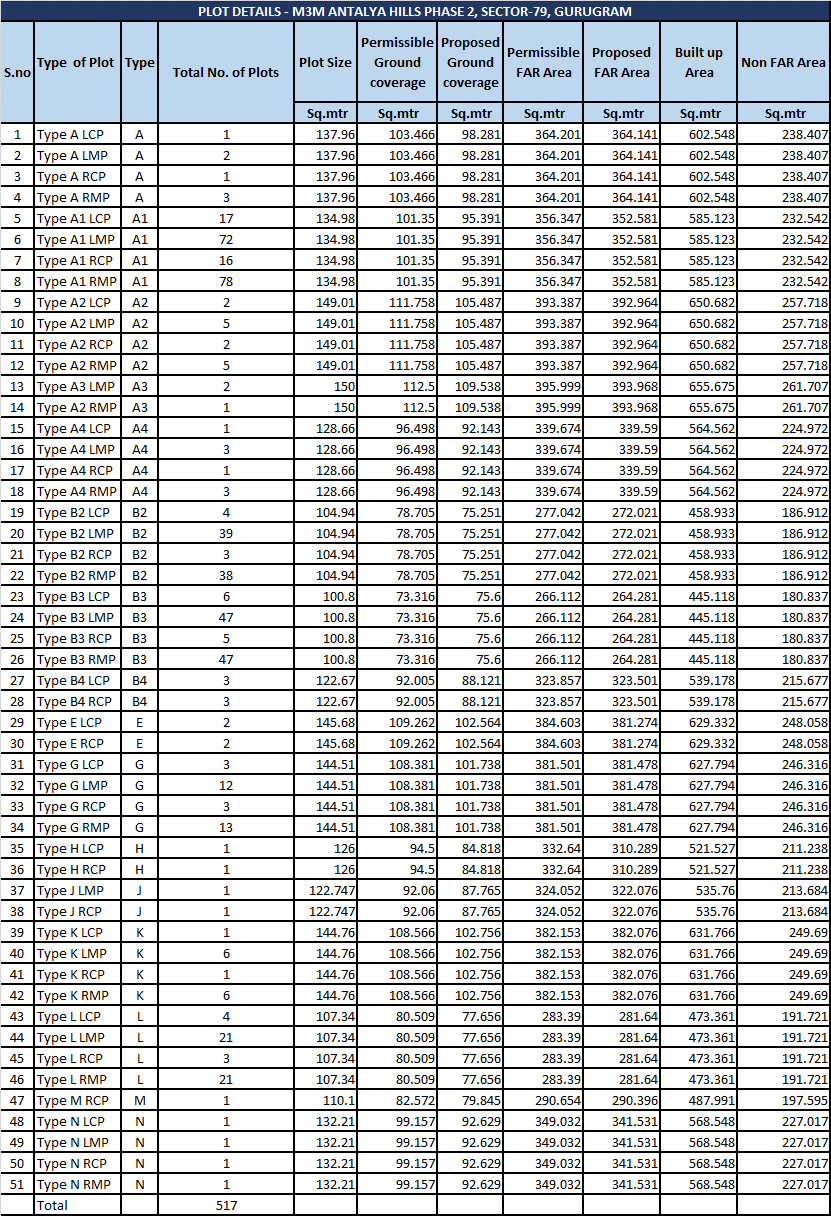 PLOT DETAILS - M3M ANTALYA HILLS PHASE 2, SECTOR-79, GURUGRAM
S.no Type of Plot Type Total No. of Plots Plot Size Permissible Ground coverage Proposed Ground coverage Permissible FAR Area Proposed FAR Area Built up Area Non FAR Area
Sq.mtr Sq.mtr Sq.mtr Sq.mtr Sq.mtr Sq.mtr Sq.mtr
1 Type A LCP A 1 137.96 103.466 98.281 364.201 364.141 602.548 238.407
2 Type A LMP A 2 137.96 103.466 98.281 364.201 364.141 602.548 238.407
3 Type A RCP A 1 137.96 103.466 98.281 364.201 364.141 602.548 238.407
4 Type A RMP A 3 137.96 103.466 98.281 364.201 364.141 602.548 238.407
5 Type A1 LCP A1 17 134.98 101.35 95.391 356.347 352.581 585.123 232.542
6 Type A1 LMP A1 72 134.98 101.35 95.391 356.347 352.581 585.123 232.542
7 Type A1 RCP A1 16 134.98 101.35 95.391 356.347 352.581 585.123 232.542
8 Type A1 RMP A1 78 134.98 101.35 95.391 356.347 352.581 585.123 232.542
9 Type A2 LCP A2 2 149.01 111.758 105.487 393.387 392.964 650.682 257.718
10 Type A2 LMP A2 5 149.01 111.758 105.487 393.387 392.964 650.682 257.718
11 Type A2 RCP A2 2 149.01 111.758 105.487 393.387 392.964 650.682 257.718
12 Type A2 RMP A2 5 149.01 111.758 105.487 393.387 392.964 650.682 257.718
13 Type A3 LMP A3 2 150 112.5 109.538 395.999 393.968 655.675 261.707
14 Type A2 RMP A3 1 150 112.5 109.538 395.999 393.968 655.675 261.707
15 Type A4 LCP A4 1 128.66 96.498 92.143 339.674 339.59 564.562 224.972
16 Type A4 LMP A4 3 128.66 96.498 92.143 339.674 339.59 564.562 224.972
17 Type A4 RCP A4 1 128.66 96.498 92.143 339.674 339.59 564.562 224.972
18 Type A4 RMP A4 3 128.66 96.498 92.143 339.674 339.59 564.562 224.972
19 Type B2 LCP B2 4 104.94 78.705 75.251 277.042 272.021 458.933 186.912
20 Type B2 LMP B2 39 104.94 78.705 75.251 277.042 272.021 458.933 186.912
21 Type B2 RCP B2 3 104.94 78.705 75.251 277.042 272.021 458.933 186.912
22 Type B2 RMP B2 38 104.94 78.705 75.251 277.042 272.021 458.933 186.912
23 Type B3 LCP B3 6 100.8 73.316 75.6 266.112 264.281 445.118 180.837
24 Type B3 LMP B3 47 100.8 73.316 75.6 266.112 264.281 445.118 180.837
25 Type B3 RCP B3 5 100.8 73.316 75.6 266.112 264.281 445.118 180.837
26 Type B3 RMP B3 47 100.8 73.316 75.6 266.112 264.281 445.118 180.837
27 Type B4 LCP B4 3 122.67 92.005 88.121 323.857 323.501 539.178 215.677
28 Type B4 RCP B4 3 122.67 92.005 88.121 323.857 323.501 539.178 215.677
29 Type E LCP E 2 145.68 109.262 102.564 384.603 381.274 629.332 248.058
30 Type E RCP E 2 145.68 109.262 102.564 384.603 381.274 629.332 248.058
31 Type G LCP G 3 144.51 108.381 101.738 381.501 381.478 627.794 246.316
32 Type G LMP G 12 144.51 108.381 101.738 381.501 381.478 627.794 246.316
33 Type G RCP G 3 144.51 108.381 101.738 381.501 381.478 627.794 246.316
34 Type G RMP G 13 144.51 108.381 101.738 381.501 381.478 627.794 246.316
35 Type H LCP H 1 126 94.5 84.818 332.64 310.289 521.527 211.238
36 Type H RCP H 1 126 94.5 84.818 332.64 310.289 521.527 211.238
37 Type J LMP J 1 122.747 92.06 87.765 324.052 322.076 535.76 213.684
38 Type J RCP J 1 122.747 92.06 87.765 324.052 322.076 535.76 213.684
39 Type K LCP K 1 144.76 108.566 102.756 382.153 382.076 631.766 249.69
40 Type K LMP K 6 144.76 108.566 102.756 382.153 382.076 631.766 249.69
41 Type K RCP K 1 144.76 108.566 102.756 382.153 382.076 631.766 249.69
42 Type K RMP K 6 144.76 108.566 102.756 382.153 382.076 631.766 249.69
43 Type L LCP L 4 107.34 80.509 77.656 283.39 281.64 473.361 191.721
44 Type L LMP L 21 107.34 80.509 77.656 283.39 281.64 473.361 191.721
45 Type L RCP L 3 107.34 80.509 77.656 283.39 281.64 473.361 191.721
46 Type L RMP L 21 107.34 80.509 77.656 283.39 281.64 473.361 191.721
47 Type M RCP M 1 110.1 82.572 79.845 290.654 290.396 487.991 197.595
48 Type N LCP N 1 132.21 99.157 92.629 349.032 341.531 568.548 227.017
49 Type N LMP N 1 132.21 99.157 92.629 349.032 341.531 568.548 227.017
50 Type N RCP N 1 132.21 99.157 92.629 349.032 341.531 568.548 227.017
51 Type N RMP N 1 132.21 99.157 92.629 349.032 341.531 568.548 227.017
Total 517